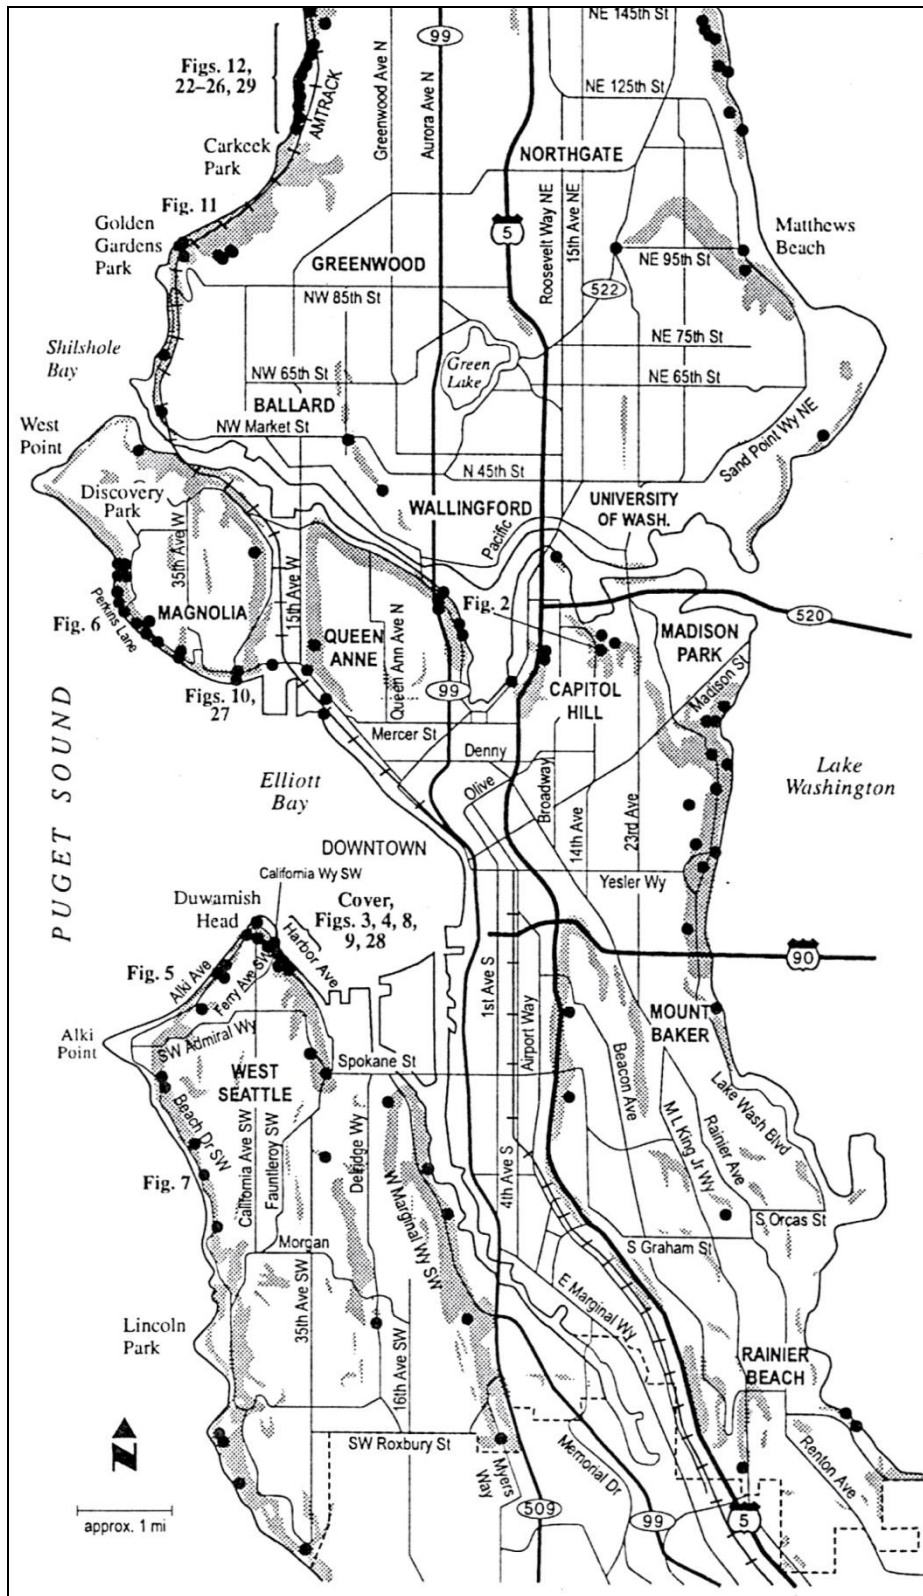 NE 145th St
99
Figs. 12,
22–26, 29
AMTRACK
Greenwood Ave N
Aurora Ave N
NE 125th St
Carkeek
Park
NORTHGATE
Fig. 11
5
Roosevelt Way NE
15th Ave NE
Golden
Gardens
Park
Matthews
Beach
GREENWOOD
NE 95th St
NW 85th St
522
Shilshole
Bay
NE 75th St
Green
Lake
NW 65th St
NE 65th St
BALLARD
NW Market St
West
Point
Sand Point Wy NE
N 45th St
Discovery
Park
WALLINGFORD
UNIVERSITY
OF WASH.
Pacific
35th Ave W
15th Ave W
Perkins Lane
MAGNOLIA
Fig. 2
Fig. 6
QUEEN
ANNE
Queen Ann Ave N
520
MADISON
PARK
Madison St
CAPITOL
HILL
99
Figs. 10,
27
Mercer St
Denny
PUGET SOUND
Elliott
Bay
Olive
Broadway
14th Ave
23rd Ave
Lake
Washington
DOWNTOWN
California Wy SW
Yesler Wy
Duwamish
Head
Cover,
Figs. 3, 4, 8,
9, 28
Harbor Ave
Fig. 5
Alki Ave
Ferry Ave SW
90
1st Ave S
Airport Way
MOUNT
BAKER
Alki
Point
SW Admiral Wy
WEST
SEATTLE
Spokane St
Beacon Ave
Lake Wash Blvd
Beach Dr SW
California Ave SW
Fauntleroy SW
Delridge Wy
M L King Jr Wy
Rainier Ave
Fig. 7
W Marginal Wy SW
4th Ave S
S Orcas St
Morgan
S Graham St
35th Ave SW
E Marginal Wy
Lincoln
Park
16th Ave SW
RAINIER
BEACH
N
SW Roxbury St
Myers
Way
Memorial Dr
Renton Ave
approx. 1 mi
509
99
5